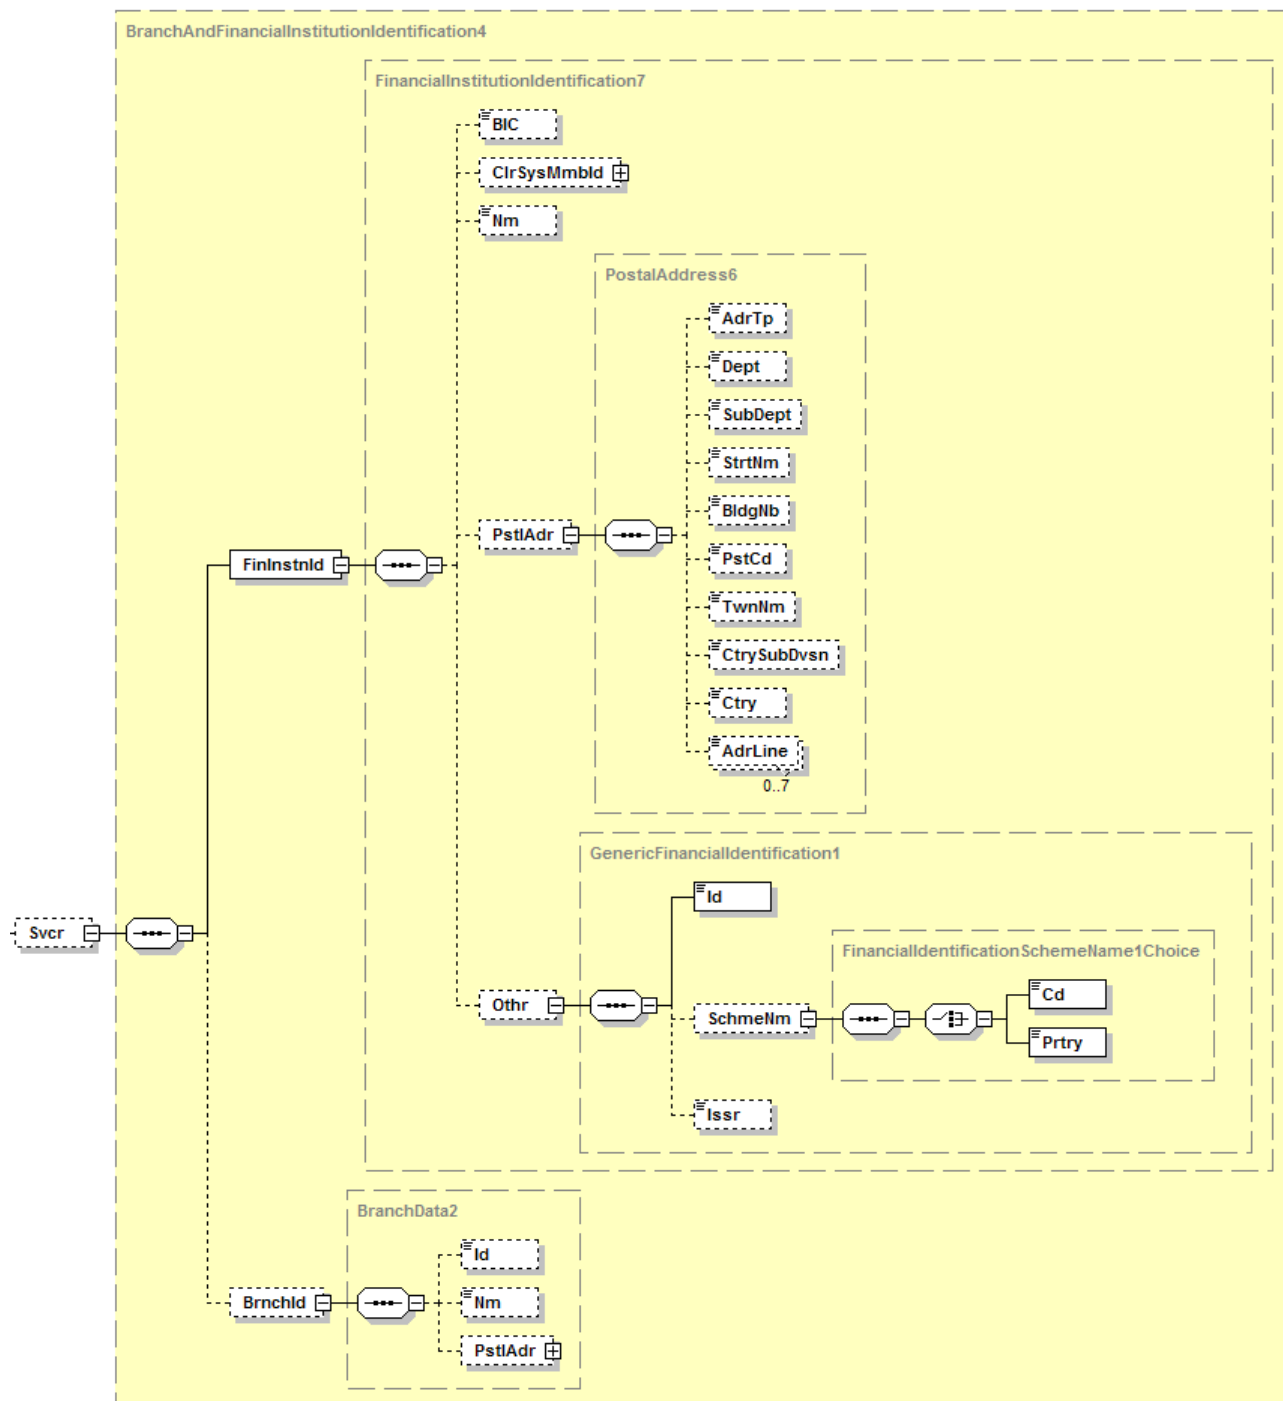 BranchAndFinancialInstitutionIdentification4
FinancialInstitutionIdentification7
BIC
ClrSysMmbId
Nm
PostalAddress6
AdrTp
Dept
SubDept
StrtNm
BldgNb
PstlAdr
PstCd
FinInstnId
TwnNm
CtrySubDvsn
Ctry
AdrLine
0..7
GenericFinancialIdentification1
Id
Svcr
FinancialIdentificationSchemeName1Choice
Cd
Othr
SchmeNm
Prtry
Issr
BranchData2
Id
BrnchId
Nm
PstlAdr